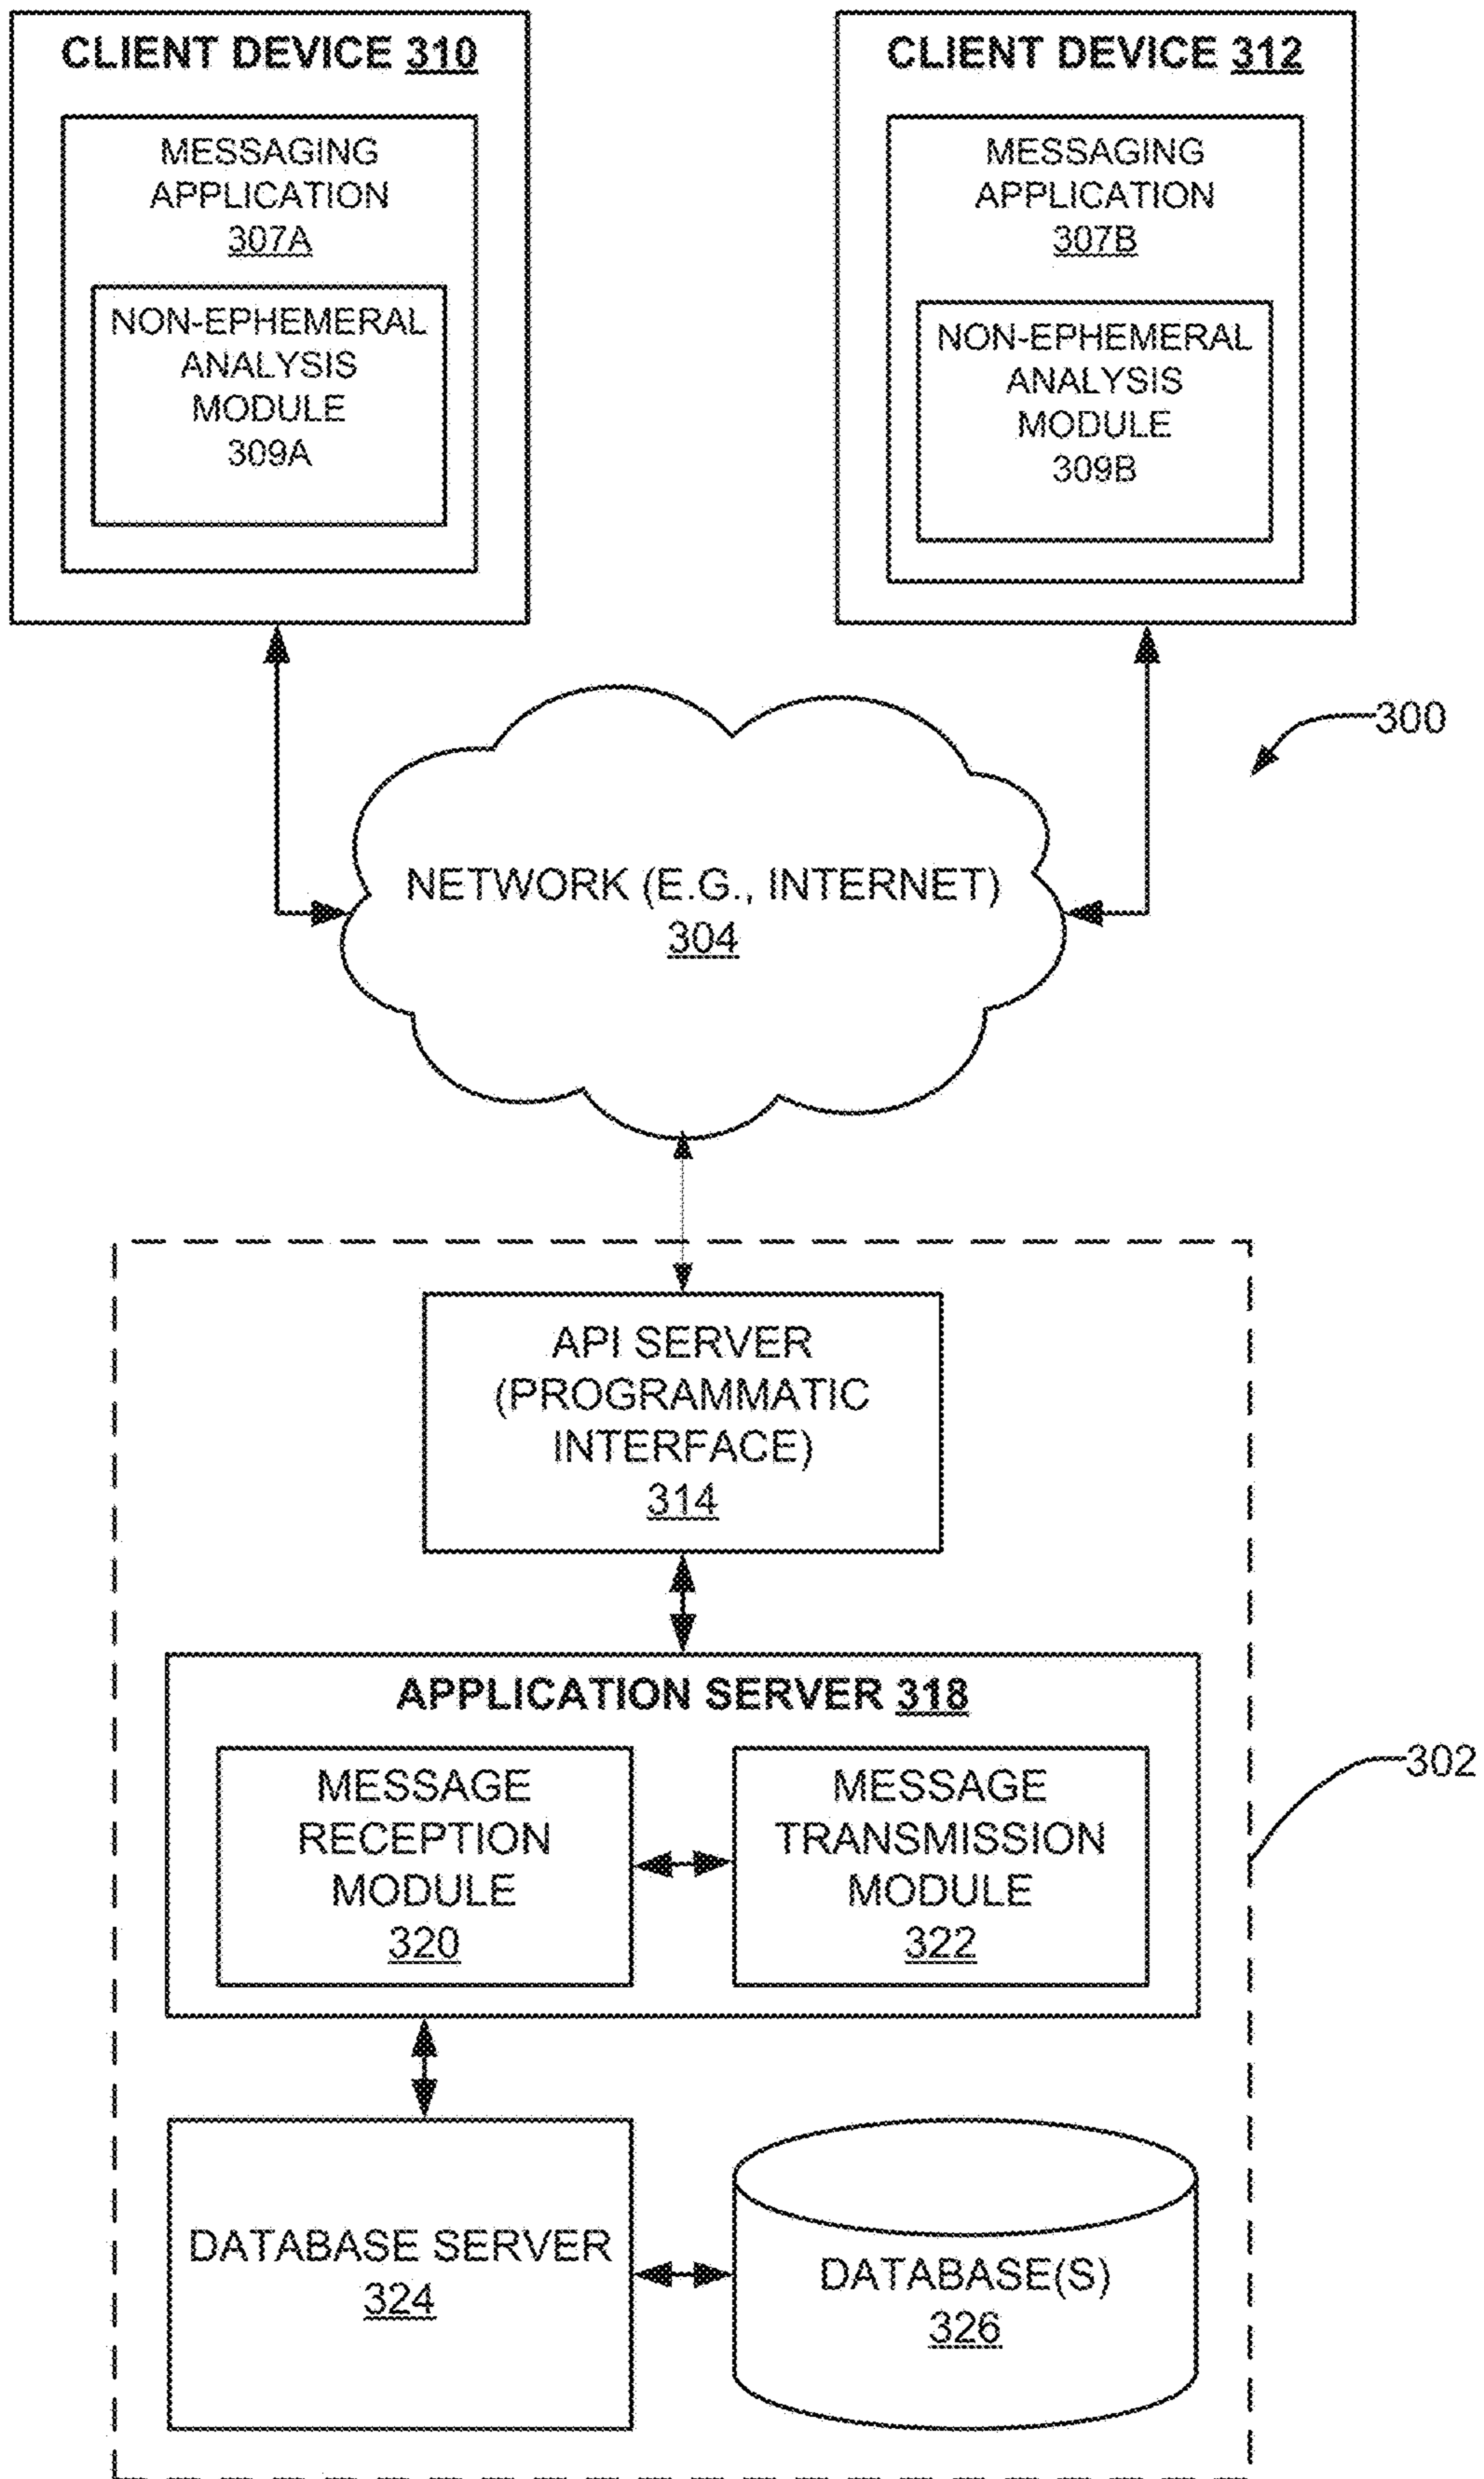 CLIENT DEVICE 310
MESSAGING
APPLICATION
307A
NON-EPHEMERAL
ANALYSIS
MODULE
309A
CLIENT DEVICE 312
MESSAGING
APPLICATION
307B
NON-EPHEMERAL
ANALYSIS
MODULE
309B
300
NETWORK (E.G., INTERNET)
304
API SERVER
(PROGRAMMATIC
INTERFACE)
314
APPLICATION SERVER 318
MESSAGE
RECEPTION
MODULE
320
MESSAGE
TRANSMISSION
MODULE
322
302
DATABASE SERVER
324
DATABASE(S)
326